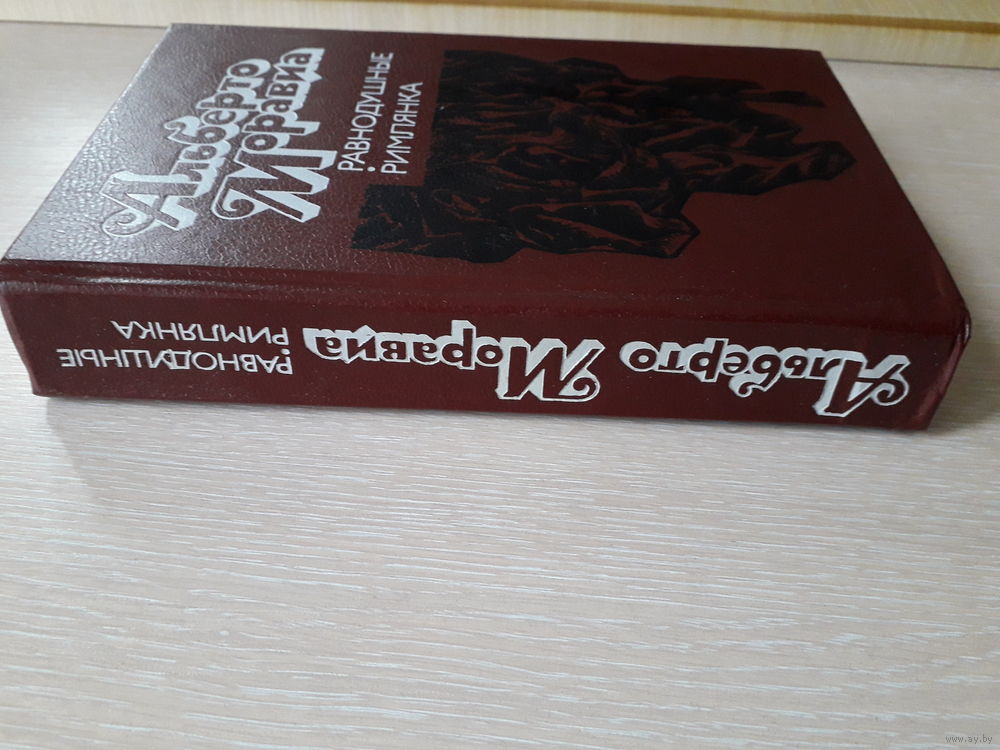 Альберто
Моравиа
РАВНОДУШНЫЕ
РИМЛЯНКА
Альберто Моравиа
РАВНОДУШНЫЕ
РИМЛЯНКА
www.ay.by